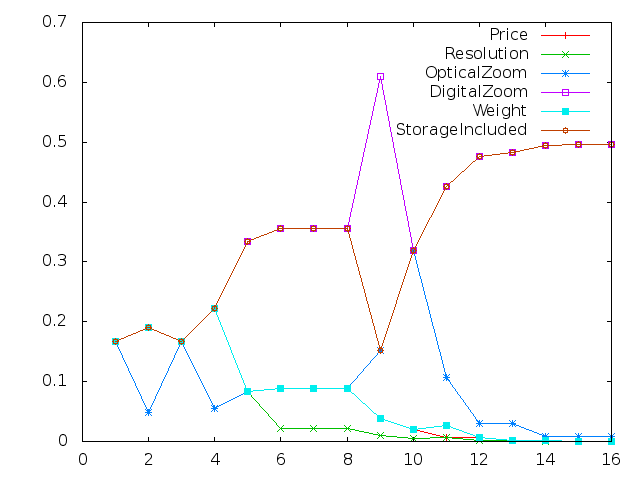 0.7
0.6
0.5
0.4
0.3
0.2
0.1
0
0 2 4 6 8 10 12 14 16
Price
Resolution
OpticalZoom
DigitalZoom
Weight
StorageIncluded